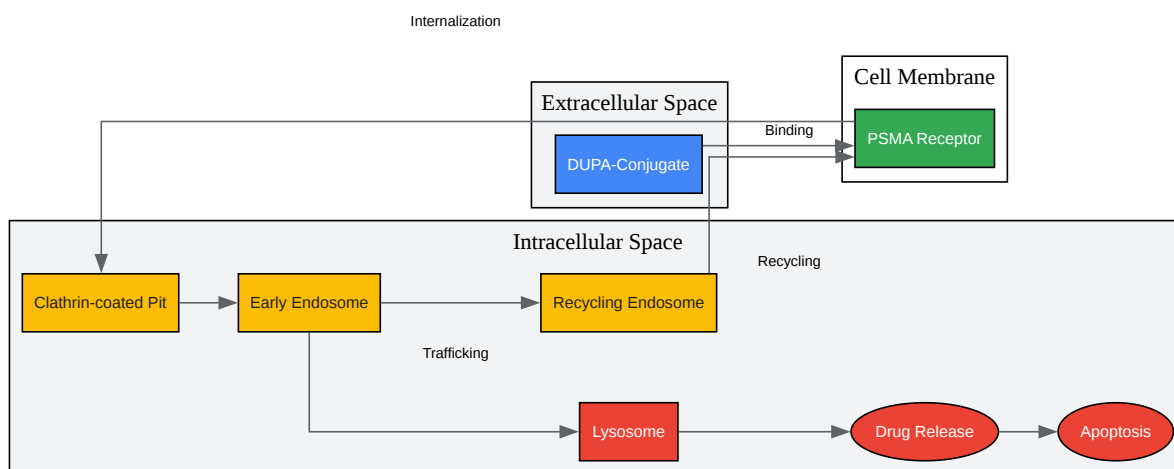 Internalization
Cell Membrane
Extracellular Space
Binding
PSMA Receptor
DUPA-Conjugate
Intracellular Space
Recycling
Clathrin-coated Pit
Early Endosome
Recycling Endosome
Trafficking
Lysosome
Drug Release
Apoptosis